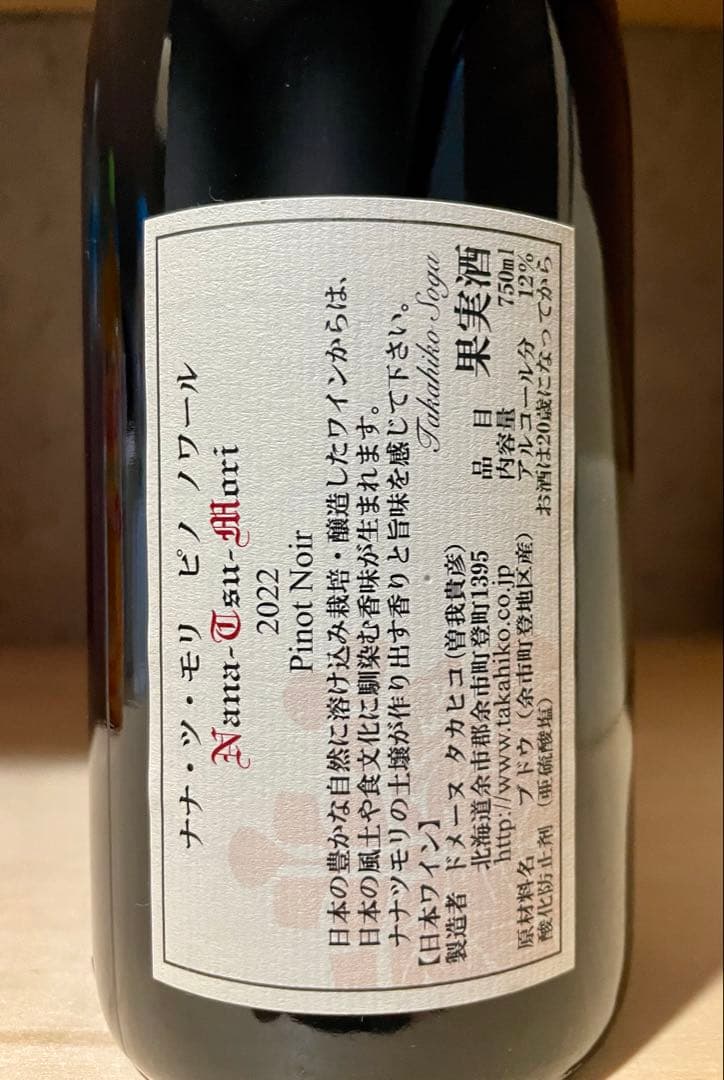 ナナ・ツ・モリ ピノ ノワール
Nana-Tsu-Mori
2022
Pinot Noir
日本の豊かな自然に溶け込み栽培・醸造したワインからは、
日本の風土や食文化に馴染む香味が生まれます。
ナナツモリの土壌が作り出す香りと旨味を感じて下さい。
Takahiko Soga
【日本ワイン】
製造者 ドメーヌ タカヒコ(曽我貴彦)
北海道余市郡余市町登町1395
http://www.takahiko.co.jp
原材料名 ブドウ(余市町登地区産)
酸化防止剤(亜硫酸塩)
品目 果実酒
内容量 750ml
アルコール分 12%
お酒は20歳になってから